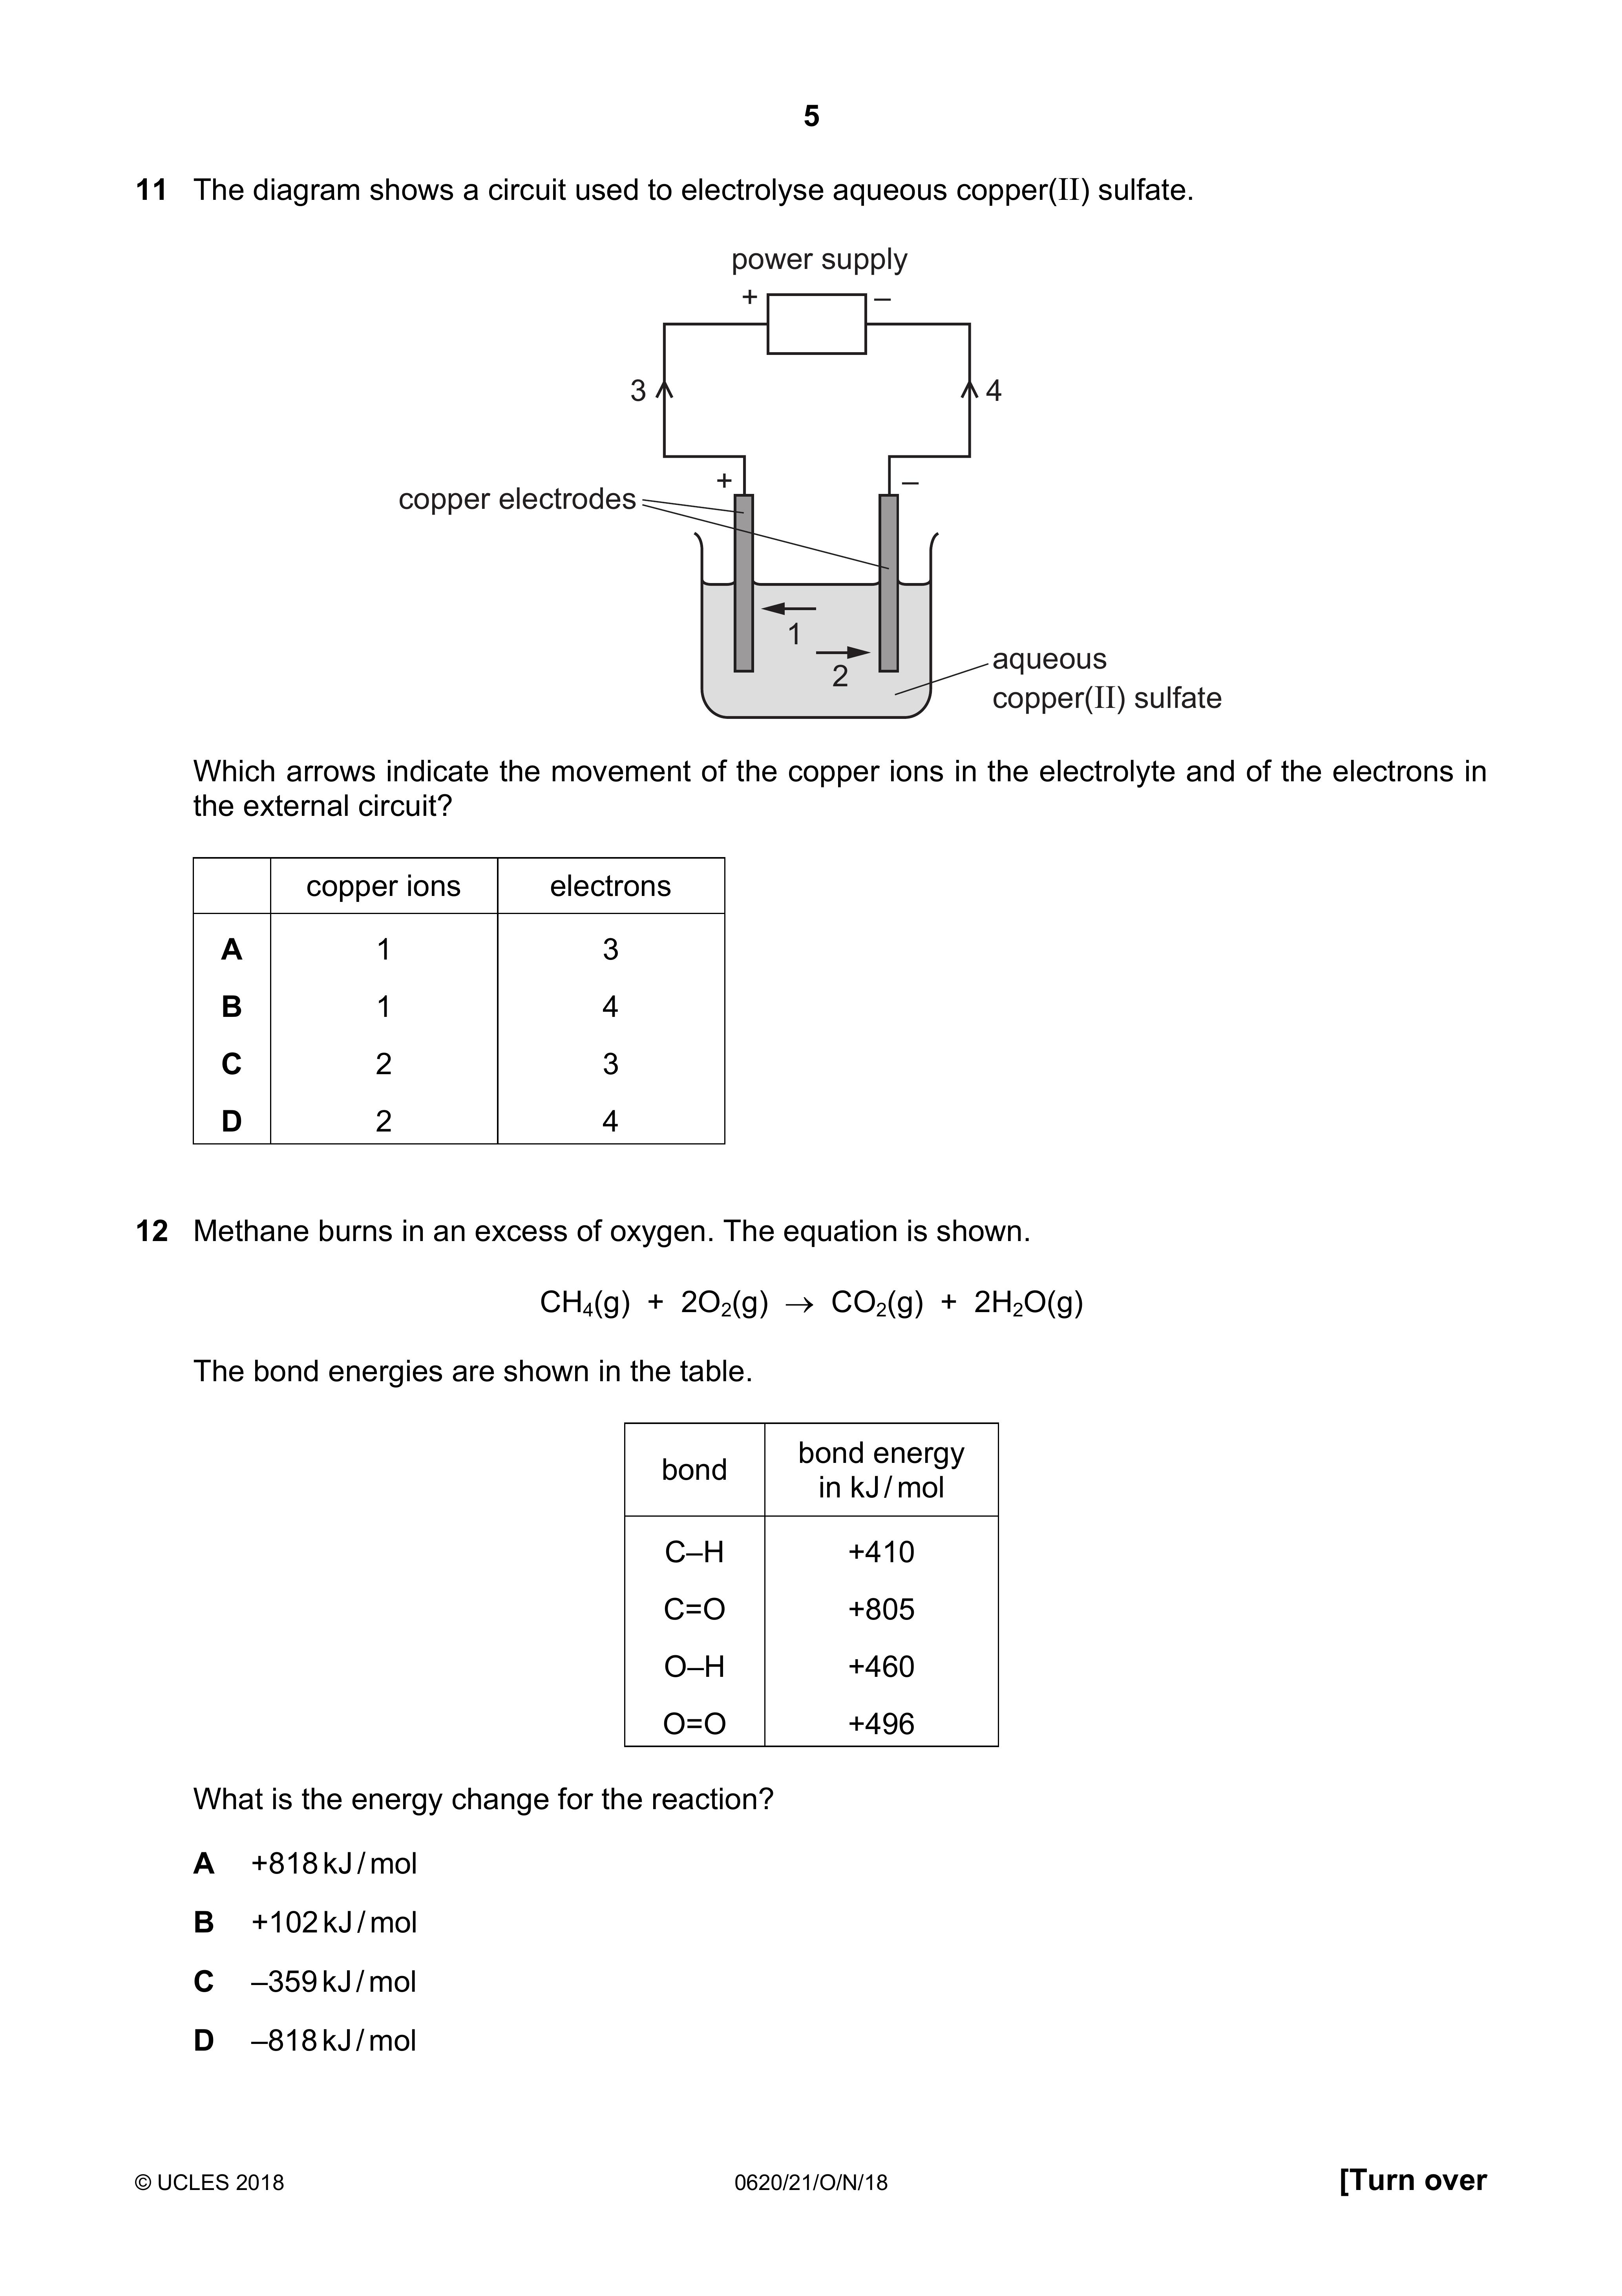 5
11 The diagram shows a circuit used to electrolyse aqueous copper(II) sulfate.
power supply
+ –
3 4
+ –
copper electrodes
1
2
aqueous
copper(II) sulfate
Which arrows indicate the movement of the copper ions in the electrolyte and of the electrons in
the external circuit?
copper ions electrons
A 1 3
B 1 4
C 2 3
D 2 4
12 Methane burns in an excess of oxygen. The equation is shown.
CH₄(g) + 2O₂(g) → CO₂(g) + 2H₂O(g)
The bond energies are shown in the table.
bond bond energy
in kJ/mol
C–H +410
C=O +805
O–H +460
O=O +496
What is the energy change for the reaction?
A +818 kJ/mol
B +102 kJ/mol
C –359 kJ/mol
D –818 kJ/mol
© UCLES 2018 0620/21/O/N/18 [Turn over